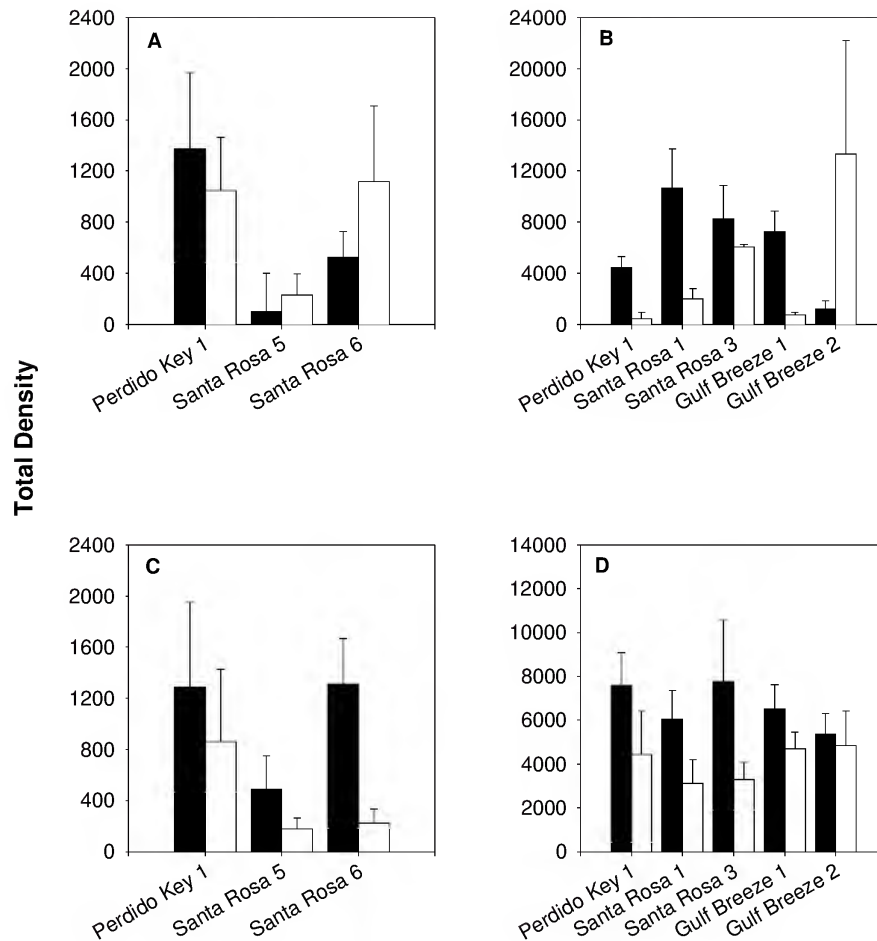 Total Density
A
2400
2000
1600
1200
800
400
0
Perdido Key 1
Santa Rosa 5
Santa Rosa 6
B
24000
20000
16000
12000
8000
4000
0
Perdido Key 1
Santa Rosa 1
Santa Rosa 3
Gulf Breeze 1
Gulf Breeze 2
C
2400
2000
1600
1200
800
400
0
Perdido Key 1
Santa Rosa 5
Santa Rosa 6
D
14000
12000
10000
8000
6000
4000
2000
0
Perdido Key 1
Santa Rosa 1
Santa Rosa 3
Gulf Breeze 1
Gulf Breeze 2